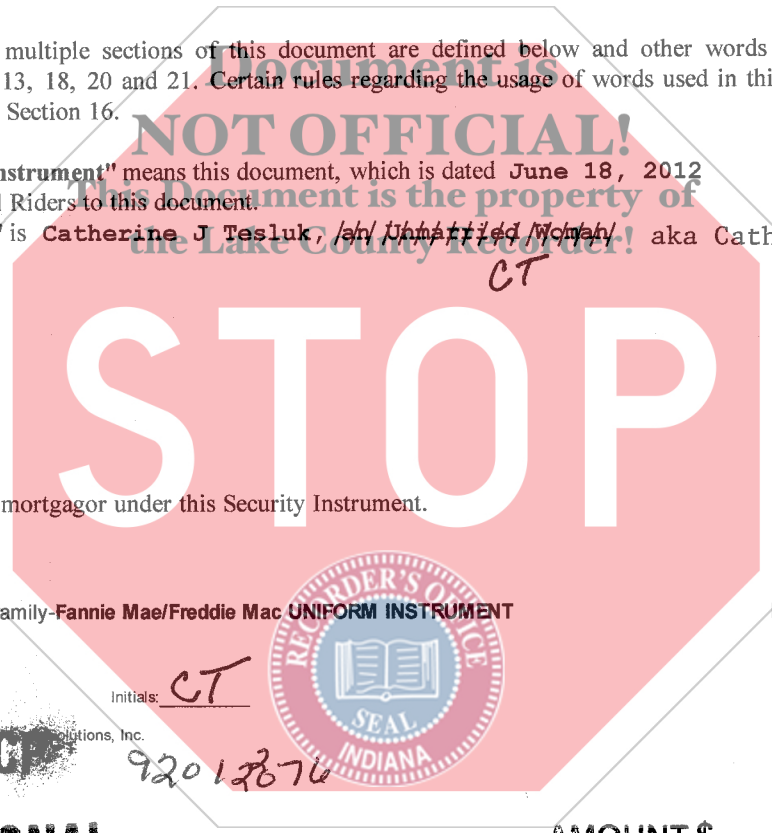 multiple sections of this document are defined below and other words
Document is
13, 18, 20 and 21. Certain rules regarding the usage of words used in thi
Section 16.
NOT OFFICIAL!
nstrument" means this document, which is dated June 18, 2012
This Document is the property of
Riders to this document.
is Catherine J Tesluk, /an/ Unmarried /Woman/ aka Cath
the Lake County Recorder!
CT
STOP
mortgagor under this Security Instrument.
RECORDER'S OFFICE
amily-Fannie Mae/Freddie Mac UNIFORM INSTRUMENT
Initials: CT
SEAL
INDIANA
olutions, Inc.
AMOUNT $